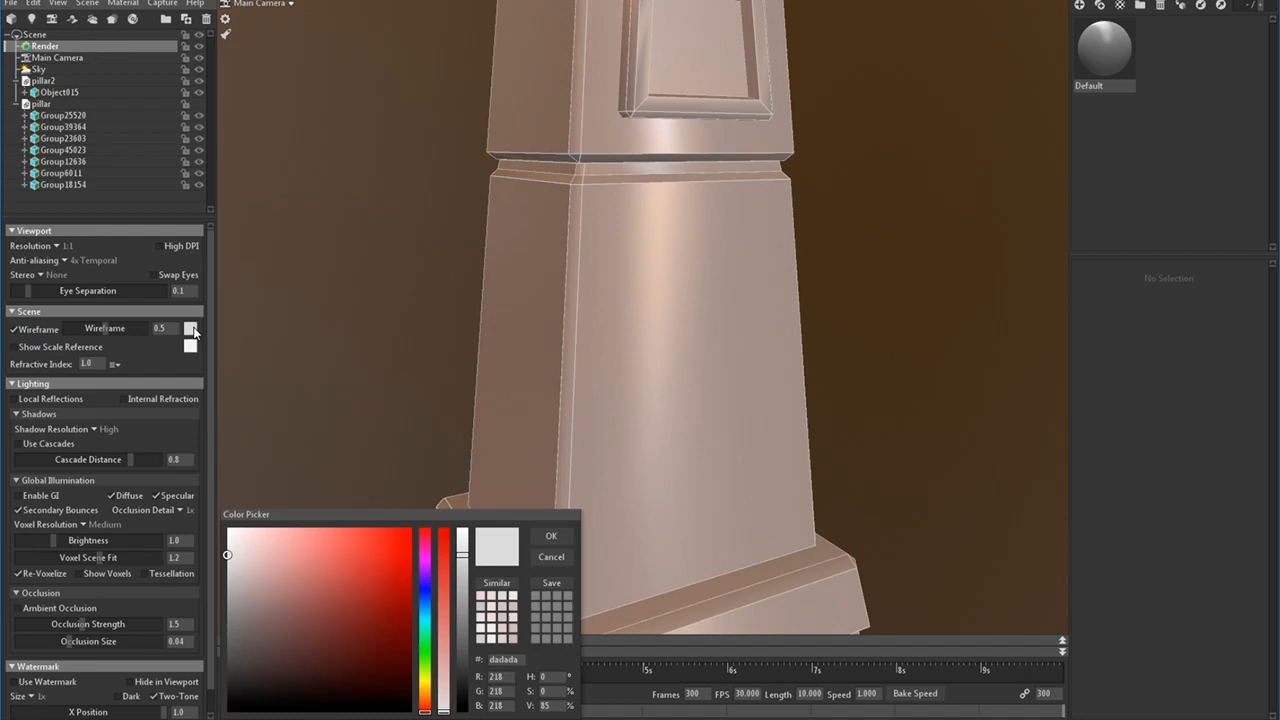 File Edit View Scene Material Capture Help
Main Camera
Scene
Render
Main Camera
Sky
pillar2
Object015
pillar
Group25520
Group39364
Group23603
Group45023
Group12636
Group6011
Group18154
Default
No Selection
Viewport
Resolution 1:1 High DPI
Anti-aliasing 4x Temporal
Stereo None Swap Eyes
Eye Separation 0.1
Scene
Wireframe Wireframe 0.5
Show Scale Reference
Refractive Index: 1.0
Lighting
Local Reflections Internal Refraction
Shadows
Shadow Resolution High
Use Cascades
Cascade Distance 0.8
Global Illumination
Enable GI Diffuse Specular
Secondary Bounces Occlusion Detail 1x
Voxel Resolution Medium
Brightness 1.0
Voxel Scene Fit 1.2
Re-Voxelize Show Voxels Tessellation
Occlusion
Ambient Occlusion
Occlusion Strength 1.5
Occlusion Size 0.04
Watermark
Use Watermark Hide in Viewport
Size 1x Dark Two-Tone
X Position 1.0
Color Picker
OK
Cancel
Similar Save
#: dadada
R: 218 H: 0 °
G: 218 S: 0 %
B: 218 V: 85 %
5s 6s 7s 8s 9s
Frames 300 FPS 30.000 Length 10.000 Speed 1.000 Bake Speed 300